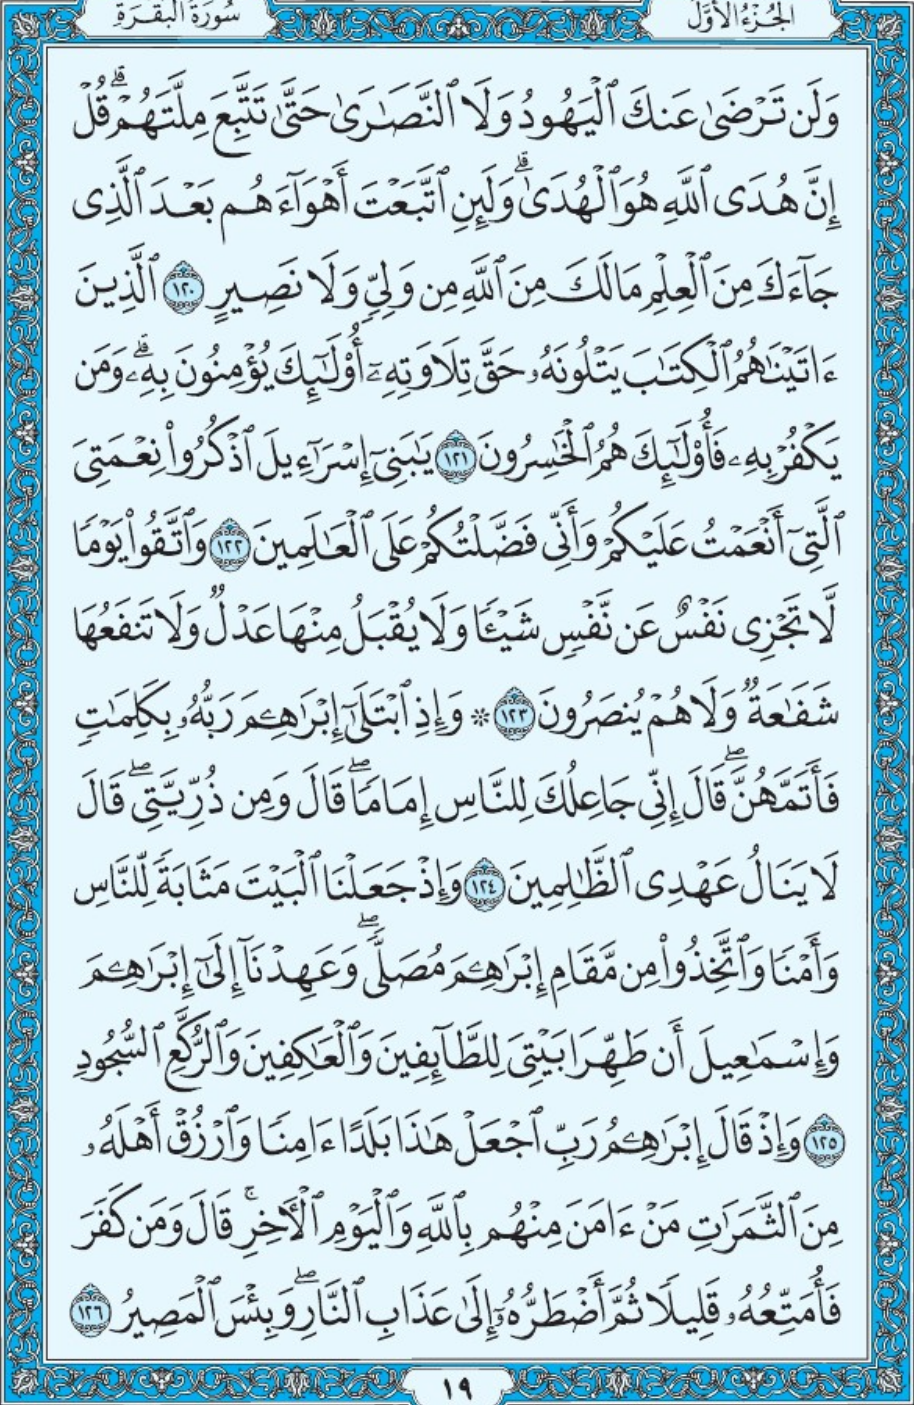 الجُزْءُ الأَوَّلُ
سُورَةُ البَقَرَةِ
وَلَن تَرْضَىٰ عَنكَ ٱلْيَهُودُ وَلَا ٱلنَّصَـٰرَىٰ حَتَّىٰ تَتَّبِعَ مِلَّتَهُمْ ۗ قُلْ
إِنَّ هُدَى ٱللَّهِ هُوَ ٱلْهُدَىٰ ۗ وَلَئِنِ ٱتَّبَعْتَ أَهْوَآءَهُم بَعْدَ ٱلَّذِى
جَآءَكَ مِنَ ٱلْعِلْمِ مَا لَكَ مِنَ ٱللَّهِ مِن وَلِىٍّ وَلَا نَصِيرٍ ١٢٠ ٱلَّذِينَ
ءَاتَيْنَـٰهُمُ ٱلْكِتَـٰبَ يَتْلُونَهُۥ حَقَّ تِلَاوَتِهِۦٓ أُو۟لَـٰٓئِكَ يُؤْمِنُونَ بِهِۦ ۗ وَمَن
يَكْفُرْ بِهِۦ فَأُو۟لَـٰٓئِكَ هُمُ ٱلْخَـٰسِرُونَ ١٢١ يَـٰبَنِىٓ إِسْرَٰٓءِيلَ ٱذْكُرُوا۟ نِعْمَتِىَ
ٱلَّتِىٓ أَنْعَمْتُ عَلَيْكُمْ وَأَنِّى فَضَّلْتُكُمْ عَلَى ٱلْعَـٰلَمِينَ ١٢٢ وَٱتَّقُوا۟ يَوْمًا
لَّا تَجْزِى نَفْسٌ عَن نَّفْسٍ شَيْـًٔا وَلَا يُقْبَلُ مِنْهَا عَدْلٌ وَلَا تَنفَعُهَا
شَفَـٰعَةٌ وَلَا هُمْ يُنصَرُونَ ١٢٣ ۞ وَإِذِ ٱبْتَلَىٰٓ إِبْرَٰهِـۧمَ رَبُّهُۥ بِكَلِمَـٰتٍ
فَأَتَمَّهُنَّ ۖ قَالَ إِنِّى جَاعِلُكَ لِلنَّاسِ إِمَامًا ۖ قَالَ وَمِن ذُرِّيَّتِى ۖ قَالَ
لَا يَنَالُ عَهْدِى ٱلظَّـٰلِمِينَ ١٢٤ وَإِذْ جَعَلْنَا ٱلْبَيْتَ مَثَابَةً لِّلنَّاسِ
وَأَمْنًا وَٱتَّخِذُوا۟ مِن مَّقَامِ إِبْرَٰهِـۧمَ مُصَلًّى ۖ وَعَهِدْنَآ إِلَىٰٓ إِبْرَٰهِـۧمَ
وَإِسْمَـٰعِيلَ أَن طَهِّرَا بَيْتِىَ لِلطَّآئِفِينَ وَٱلْعَـٰكِفِينَ وَٱلرُّكَّعِ ٱلسُّجُودِ
١٢٥ وَإِذْ قَالَ إِبْرَٰهِـۧمُ رَبِّ ٱجْعَلْ هَـٰذَا بَلَدًا ءَامِنًا وَٱرْزُقْ أَهْلَهُۥ
مِنَ ٱلثَّمَرَٰتِ مَنْ ءَامَنَ مِنْهُم بِٱللَّهِ وَٱلْيَوْمِ ٱلْـَٔاخِرِ ۚ قَالَ وَمَن كَفَرَ
فَأُمَتِّعُهُۥ قَلِيلًا ثُمَّ أَضْطَرُّهُۥٓ إِلَىٰ عَذَابِ ٱلنَّارِ ۖ وَبِئْسَ ٱلْمَصِيرُ ١٢٦
١٩